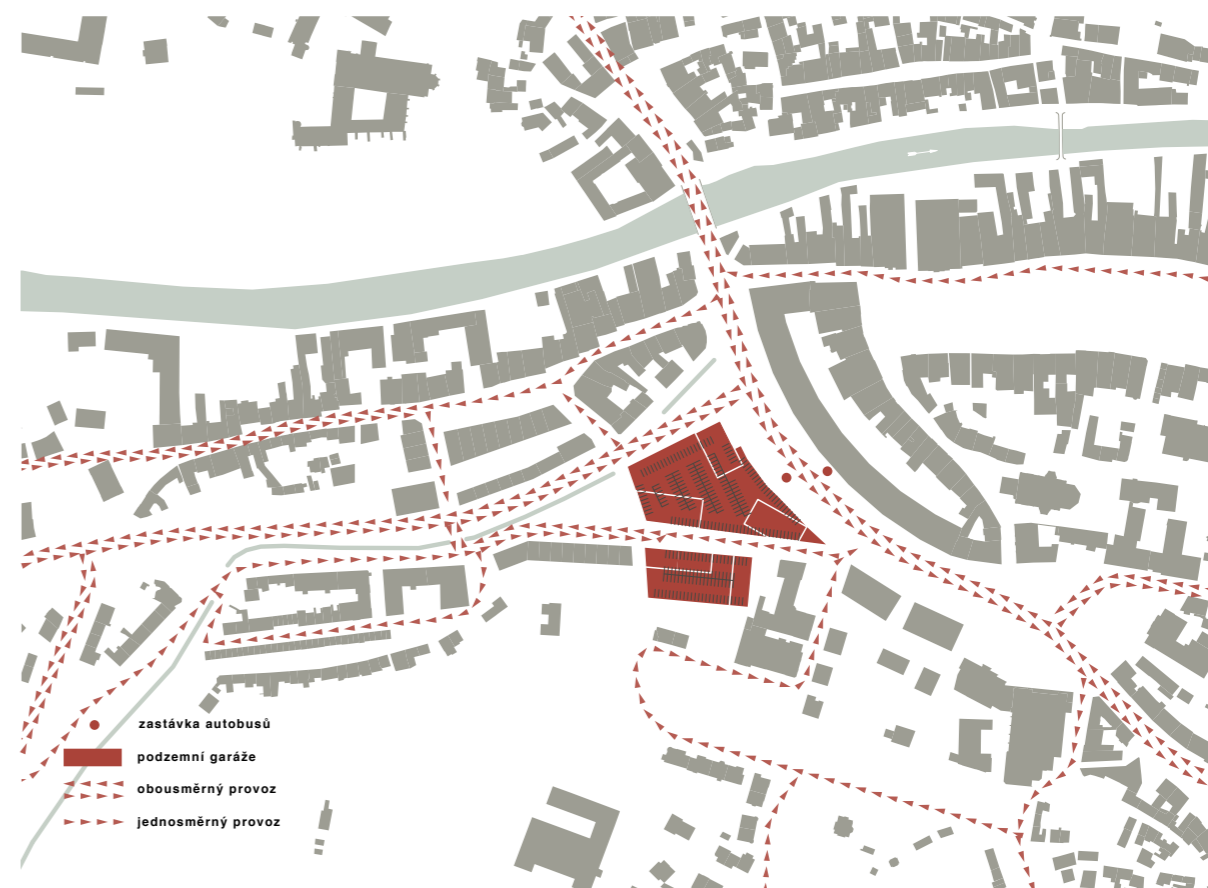 zastávka autobusů
podzemní garáže
obousměrný provoz
jednosměrný provoz